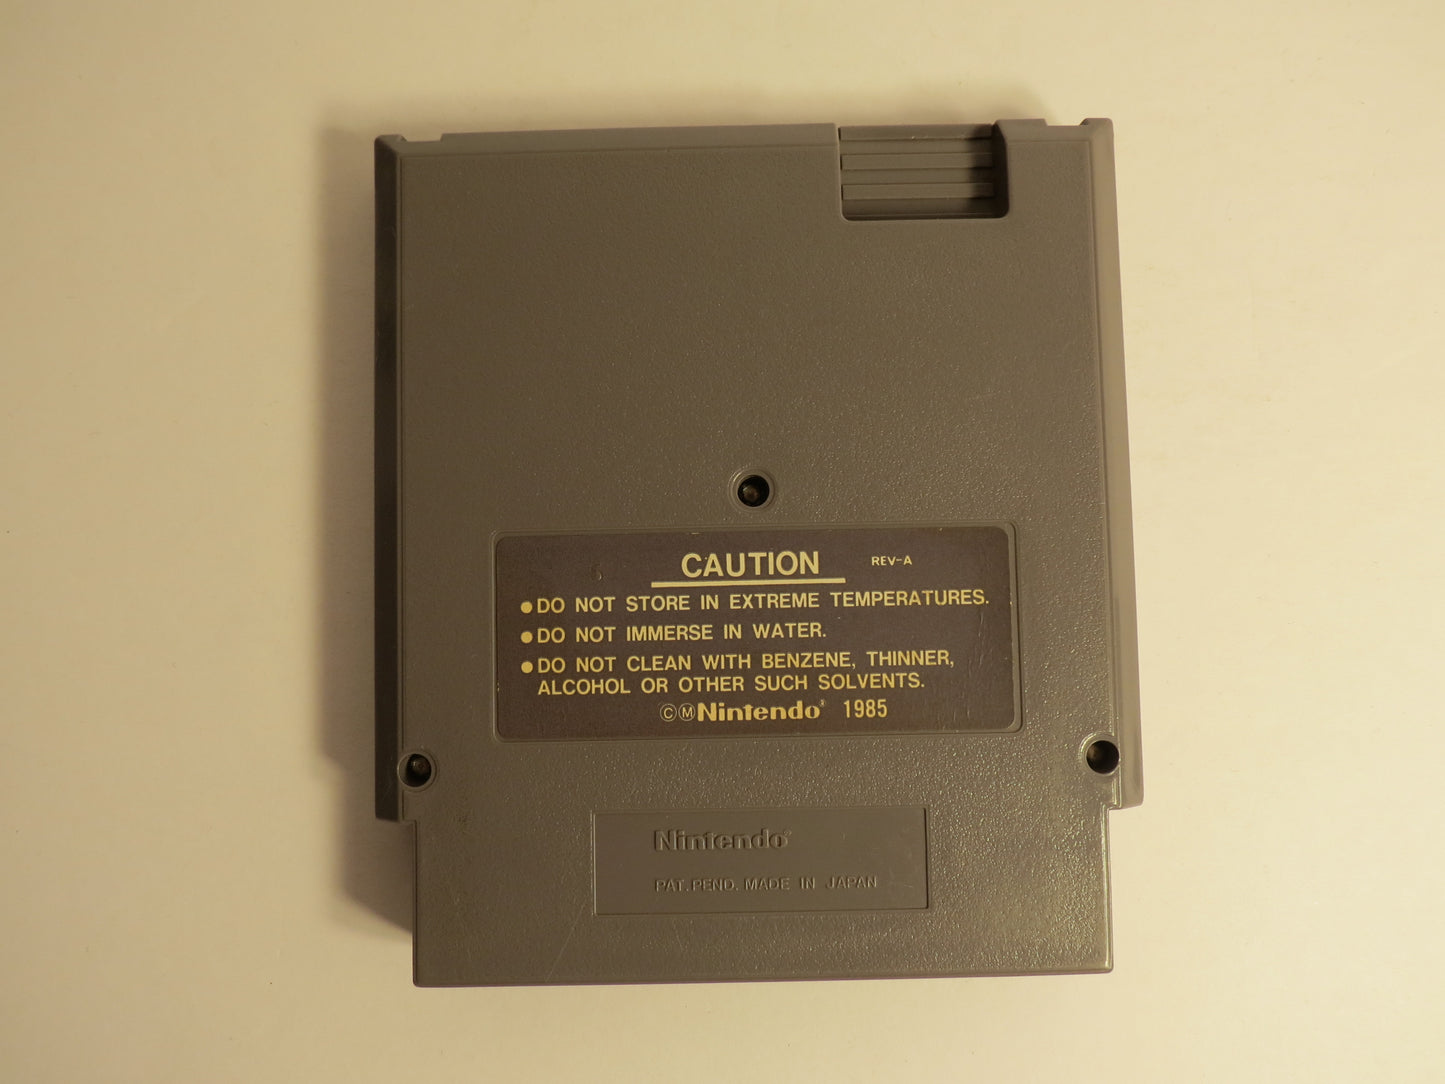 CAUTION REV-A
●DO NOT STORE IN EXTREME TEMPERATURES.
●DO NOT IMMERSE IN WATER.
●DO NOT CLEAN WITH BENZENE, THINNER,
ALCOHOL OR OTHER SUCH SOLVENTS.
©ⓂNintendo® 1985
Nintendo®
PAT. PEND. MADE IN JAPAN